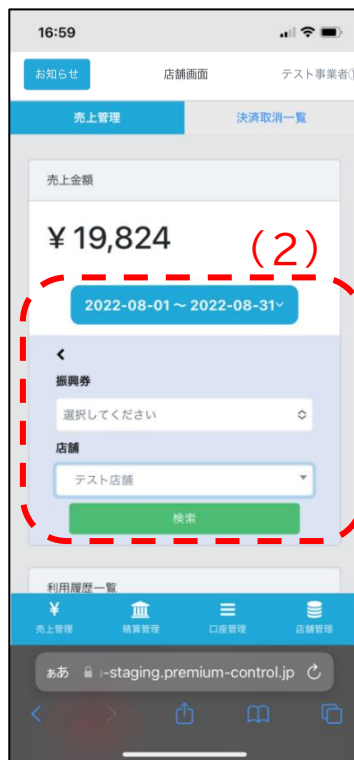 16:59
お知らせ 店舗画面 テスト事業者①
売上管理 決済取消一覧
売上金額
¥ 19,824
(2)
2022-08-01 ~ 2022-08-31
振興券
選択してください
店舗
テスト店舗
検索
利用履歴一覧
¥
売上管理 精算管理 口座管理 店舗管理
ぁあ -staging.premium-control.jp